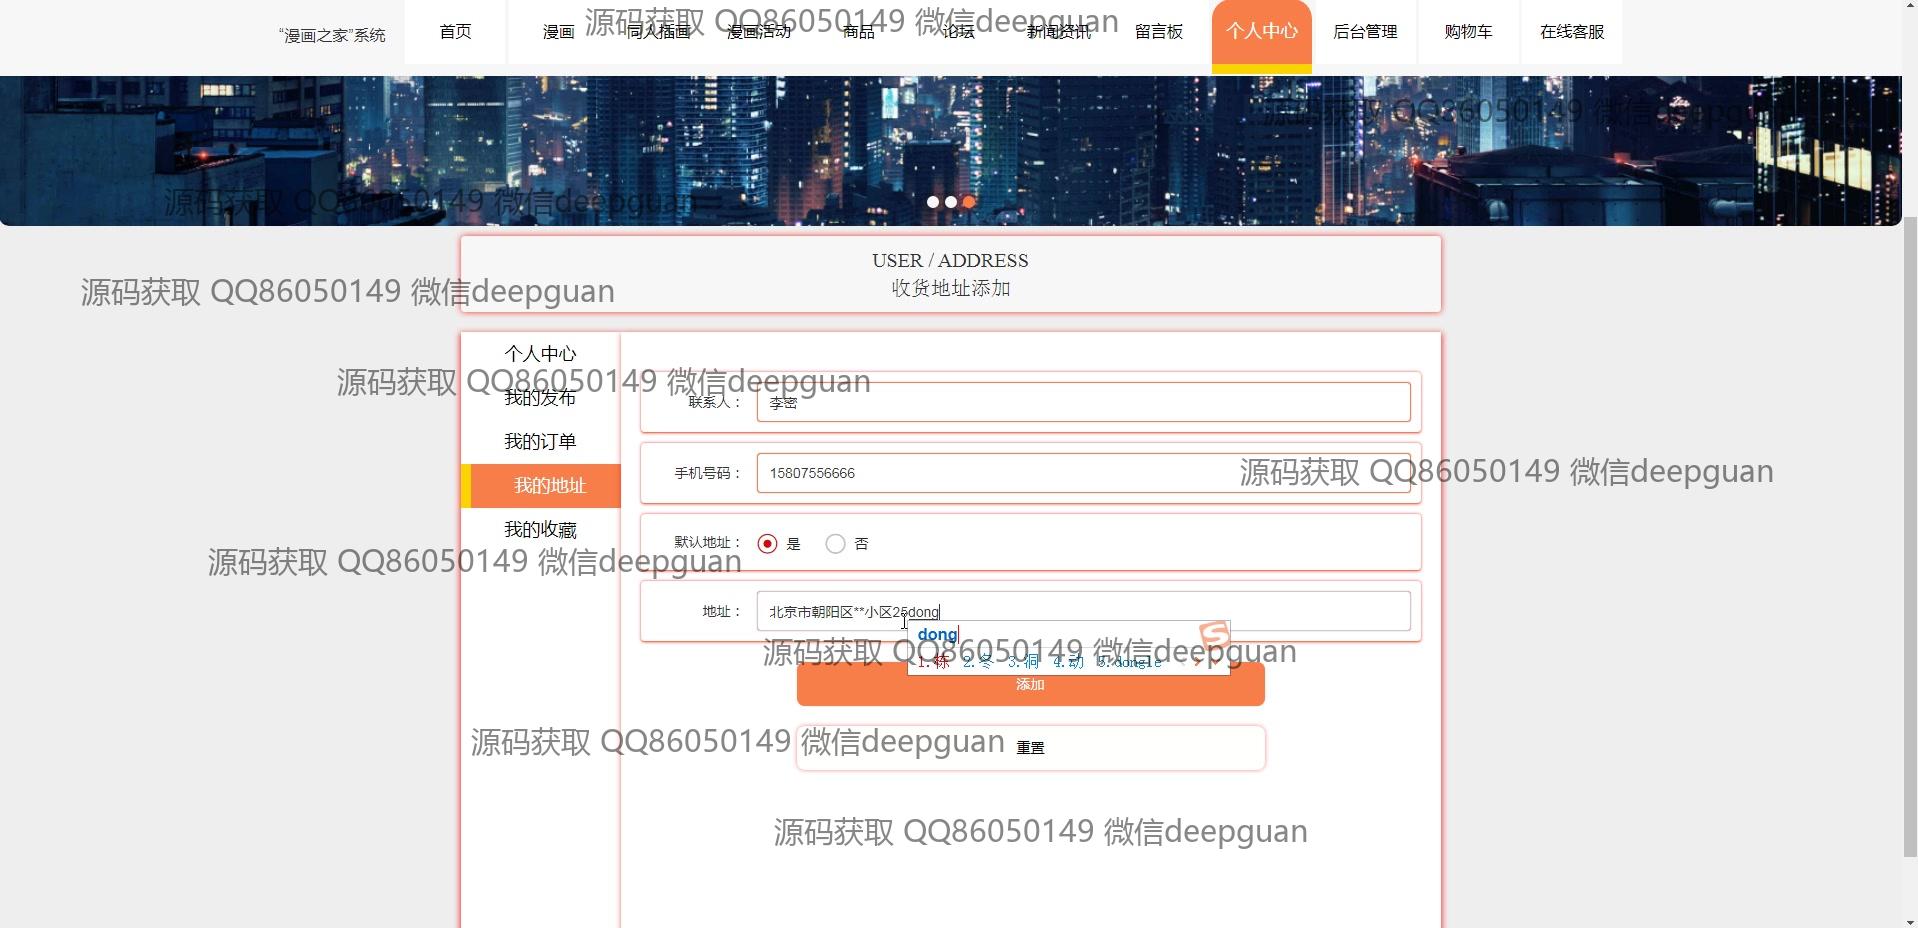 “漫画之家”系统
首页
漫画
同人插画
漫画活动
商品
论坛
新闻资讯
留言板
个人中心
后台管理
购物车
在线客服
源码获取 QQ86050149 微信deepguan
源码获取 QQ86050149 微信deepguan
源码获取 QQ86050149 微信deepguan
USER / ADDRESS
收货地址添加
源码获取 QQ86050149 微信deepguan
个人中心
源码获取 QQ86050149 微信deepguan
我的发布
我的订单
我的地址
我的收藏
联系人：
李密
手机号码：
15807556666
源码获取 QQ86050149 微信deepguan
默认地址：
是
否
源码获取 QQ86050149 微信deepguan
地址：
北京市朝阳区**小区25dong
dong
1.栋 2.冬 3.洞 4.动 5.dongle
源码获取 QQ86050149 微信deepguan
添加
源码获取 QQ86050149 微信deepguan
重置
源码获取 QQ86050149 微信deepguan